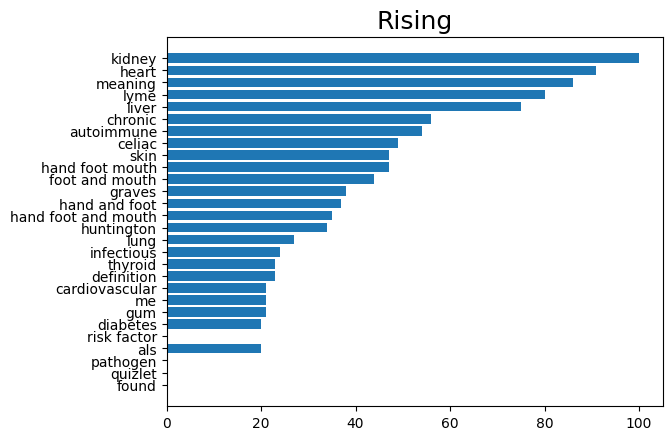 Rising
kidney
heart
meaning
lyme
liver
chronic
autoimmune
celiac
skin
hand foot mouth
foot and mouth
graves
hand and foot
hand foot and mouth
huntington
lung
infectious
thyroid
definition
cardiovascular
me
gum
diabetes
risk factor
als
pathogen
quizlet
found
0 20 40 60 80 100